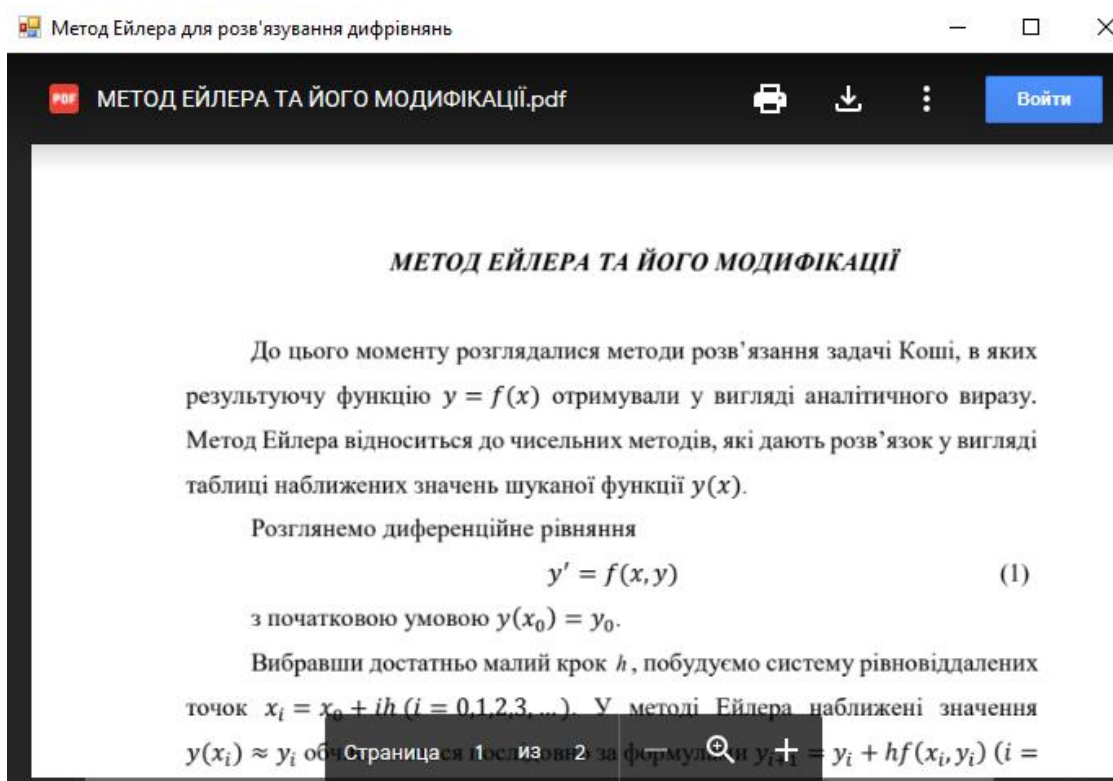 Метод Ейлера для розв'язування дифрівнянь
PDF МЕТОД ЕЙЛЕРА ТА ЙОГО МОДИФІКАЦІЇ.pdf Войти
МЕТОД ЕЙЛЕРА ТА ЙОГО МОДИФІКАЦІЇ
До цього моменту розглядалися методи розв’язання задачі Коші, в яких
результуючу функцію y = f(x) отримували у вигляді аналітичного виразу.
Метод Ейлера відноситься до чисельних методів, які дають розв’язок у вигляді
таблиці наближених значень шуканої функції y(x).
Розглянемо диференційне рівняння
y′ = f(x, y) (1)
з початковою умовою y(x₀) = y₀.
Вибравши достатньо малий крок h, побудуємо систему рівновіддалених
точок xᵢ = x₀ + ih (i = 0,1,2,3, …). У методі Ейлера наближені значення
y(xᵢ) ≈ yᵢ yᵢ₊₁ = yᵢ + hf(xᵢ, yᵢ) (i =
Страница 1 из 2